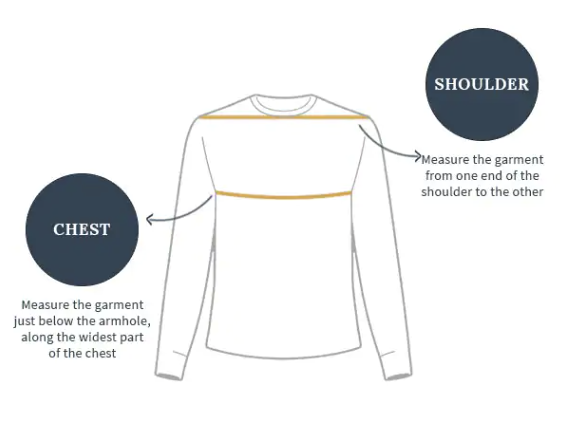 SHOULDER
Measure the garment
from one end of the
shoulder to the other
CHEST
Measure the garment
just below the armhole,
along the widest part
of the chest